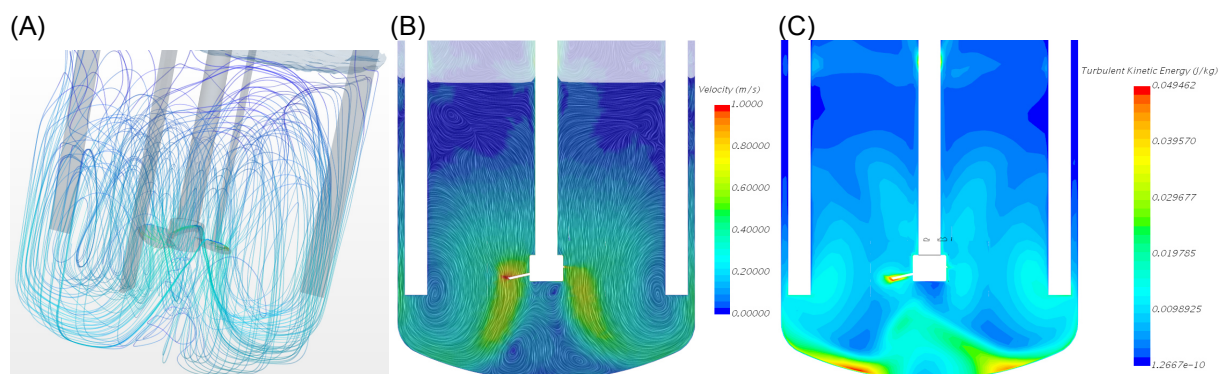 (A)
(B)
(C)
Velocity (m/s)
1.0000
0.80000
0.60000
0.40000
0.20000
0.00000
Turbulent Kinetic Energy (J/kg)
0.049462
0.039570
0.029677
0.019785
0.0098925
1.2667e-10